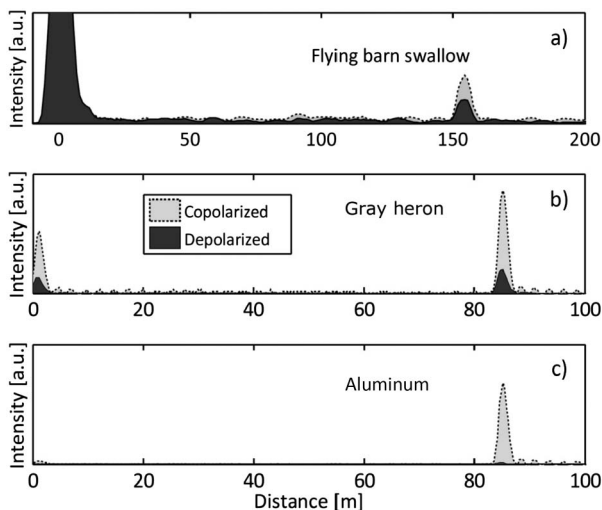 Intensity [a.u.]
a)
Flying barn swallow
0 50 100 150 200
Intensity [a.u.]
b)
Gray heron
Copolarized
Depolarized
0 20 40 60 80 100
Intensity [a.u.]
c)
Aluminum
0 20 40 60 80 100
Distance [m]